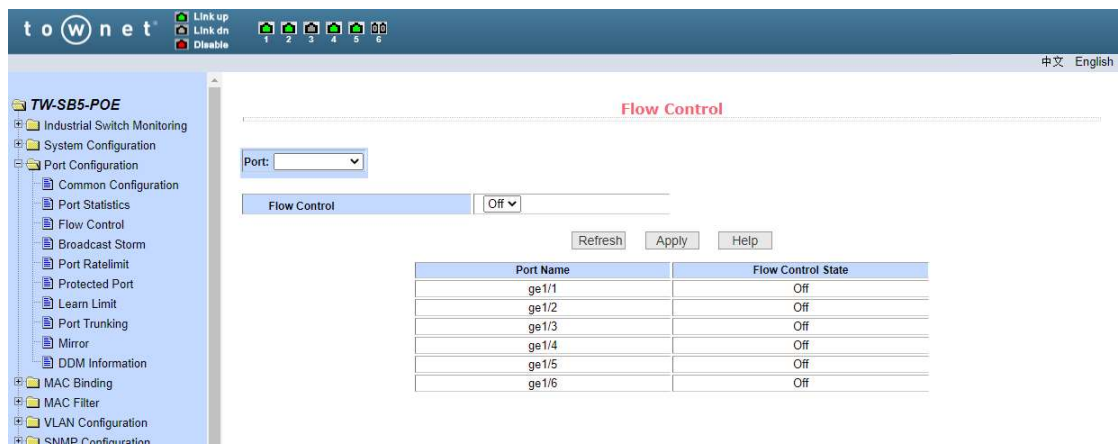 townet
Link up
Link dn
Disable
1 2 3 4 5 6
中文 English
TW-SB5-POE
Industrial Switch Monitoring
System Configuration
Port Configuration
Common Configuration
Port Statistics
Flow Control
Broadcast Storm
Port Ratelimit
Protected Port
Learn Limit
Port Trunking
Mirror
DDM Information
MAC Binding
MAC Filter
VLAN Configuration
SNMP Configuration
Flow Control
Port:
Flow Control Off
Refresh Apply Help
Port Name Flow Control State
ge1/1 Off
ge1/2 Off
ge1/3 Off
ge1/4 Off
ge1/5 Off
ge1/6 Off